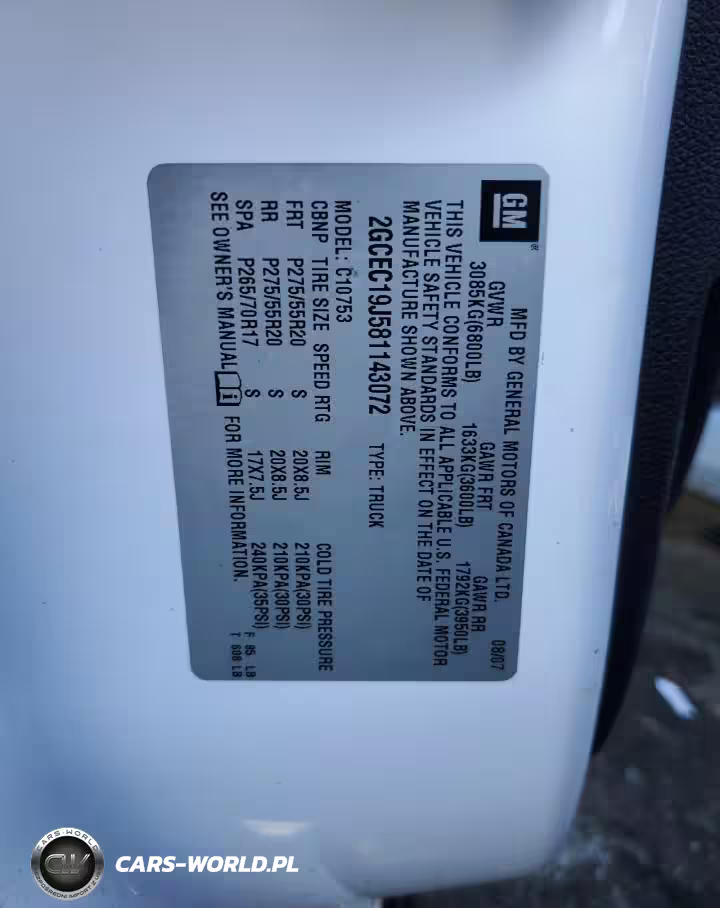 GM
MFD BY GENERAL MOTORS OF CANADA LTD. 08/07
GVWR GAWR FRT GAWR RR
3085KG(6800LB) 1633KG(3600LB) 1792KG(3950LB)
THIS VEHICLE CONFORMS TO ALL APPLICABLE U.S. FEDERAL MOTOR
VEHICLE SAFETY STANDARDS IN EFFECT ON THE DATE OF
MANUFACTURE SHOWN ABOVE.
2GCEC19J581143072 TYPE: TRUCK
MODEL: C10753
CBNP TIRE SIZE SPEED RTG RIM COLD TIRE PRESSURE
FRT P275/55R20 S 20X8.5J 210KPA(30PSI)
RR P275/55R20 S 20X8.5J 210KPA(30PSI)
SPA P265/70R17 S 17X7.5J 240KPA(35PSI) F 85 LB
SEE OWNER'S MANUAL FOR MORE INFORMATION. T 608 LB
CARS-WORLD
CW
CARS-WORLD.PL